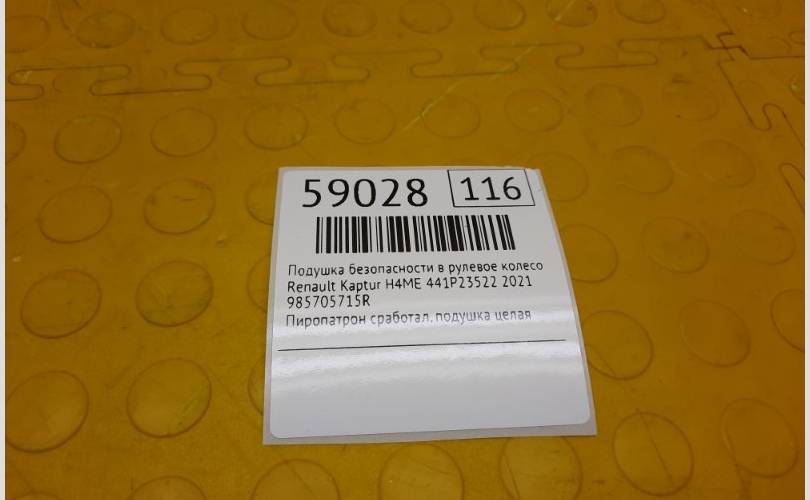 59028 116
Подушка безопасности в рулевое колесо
Renault Kaptur H4ME 441P23522 2021
985705715R
Пиропатрон сработал, подушка целая